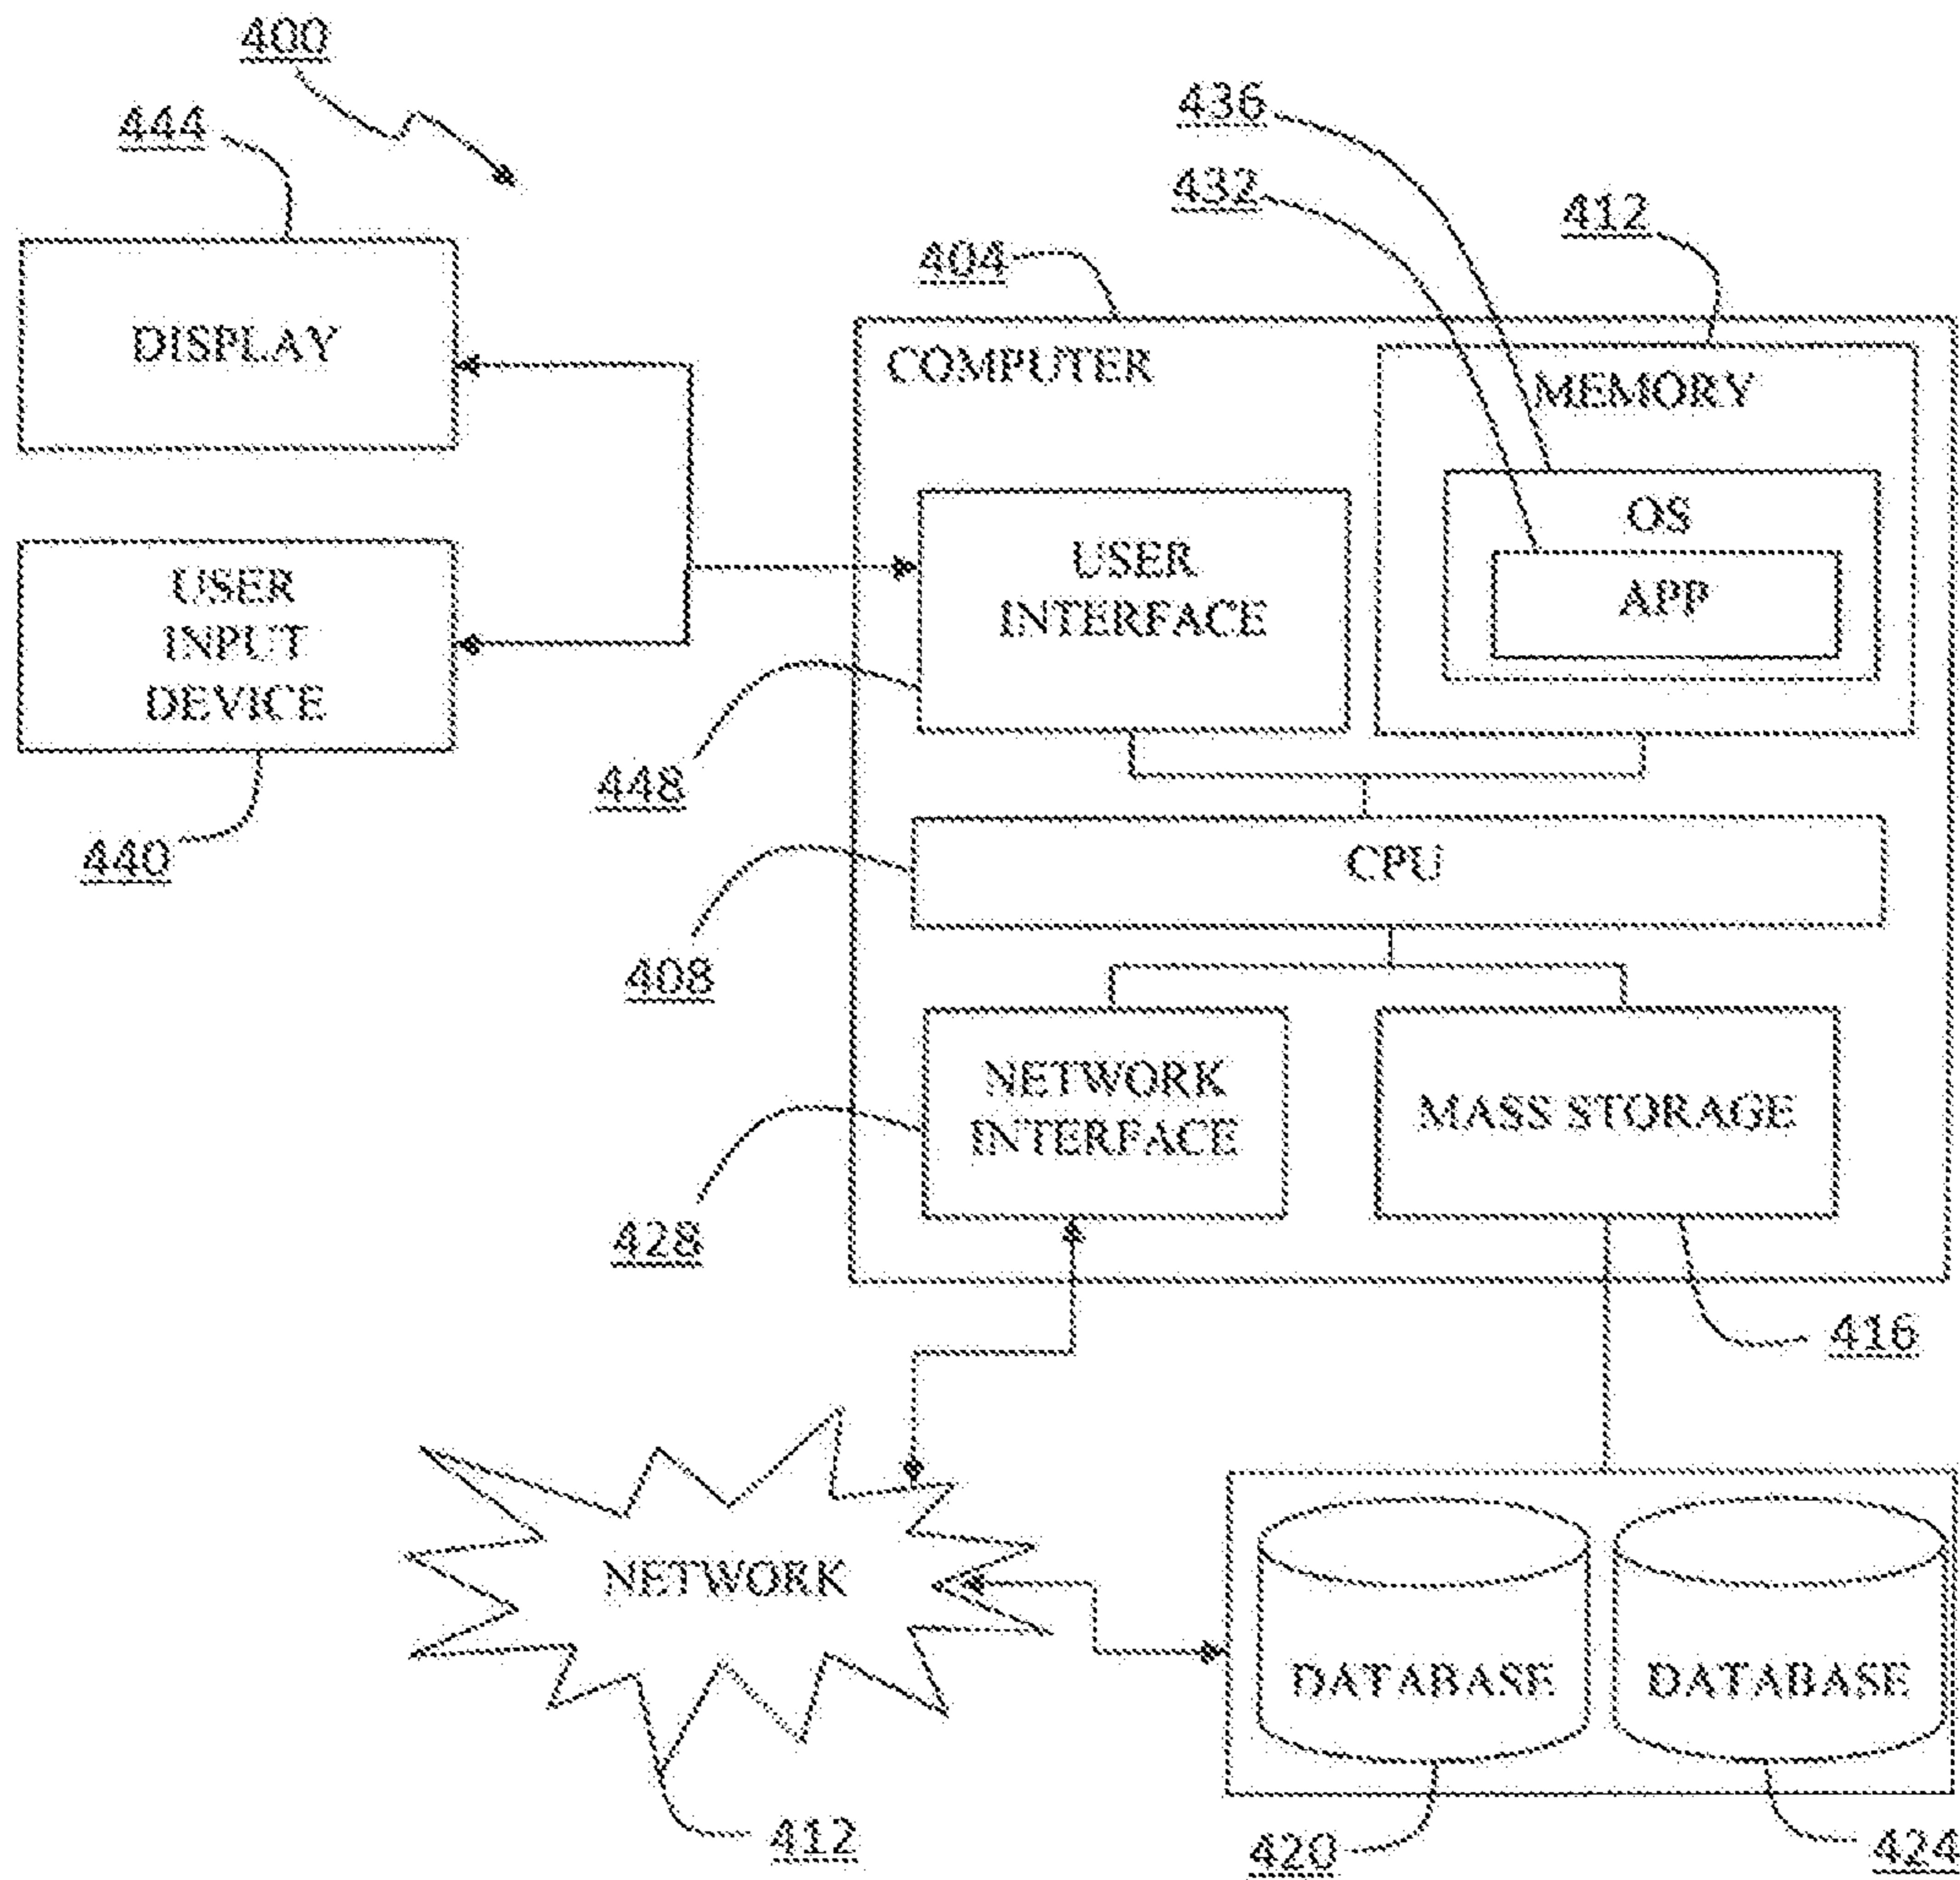 400
444
436
432
412
404
DISPLAY
COMPUTER
MEMORY
OS
APP
USER
INTERFACE
USER
INPUT
DEVICE
448
440
CPU
408
NETWORK
INTERFACE
MASS STORAGE
428
416
NETWORK
DATABASE
DATABASE
412
420
424